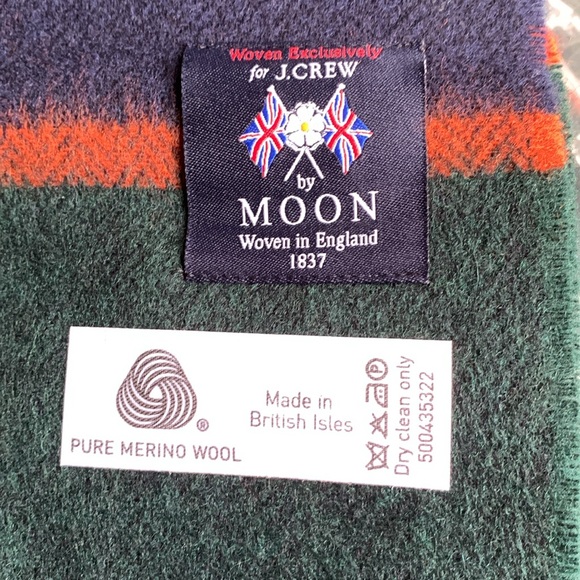 Woven Exclusively
for J.CREW
by
MOON
Woven in England
1837
®
PURE MERINO WOOL
Made in
British Isles
P
Dry clean only
500435322